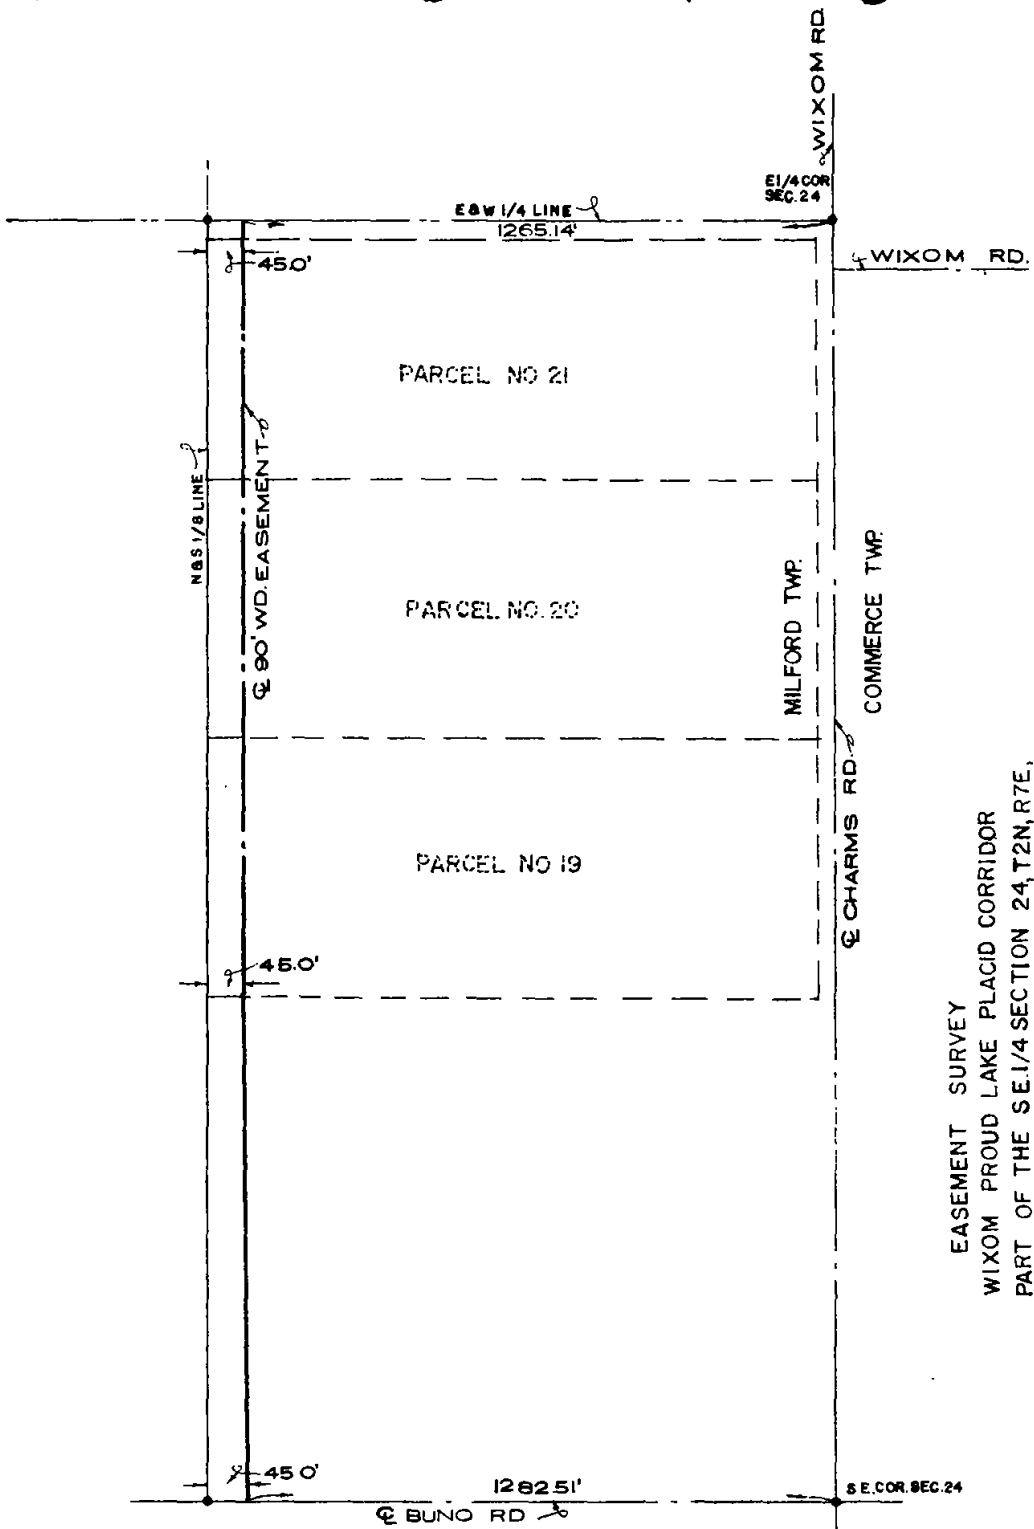 WIXOM RD.
E1/4 COR
SEC. 24
E&W 1/4 LINE
1265.14'
WIXOM RD.
45.0'
PARCEL NO 21
N&S 1/8 LINE
℄ 90' WD. EASEMENT
PARCEL NO. 20
MILFORD TWP.
COMMERCE TWP.
℄ CHARMS RD.
PARCEL NO 19
45.0'
EASEMENT SURVEY
WIXOM PROUD LAKE PLACID CORRIDOR
PART OF THE S.E.1/4 SECTION 24, T2N, R7E,
45 0'
1282.51'
S E. COR. SEC. 24
℄ BUNO RD